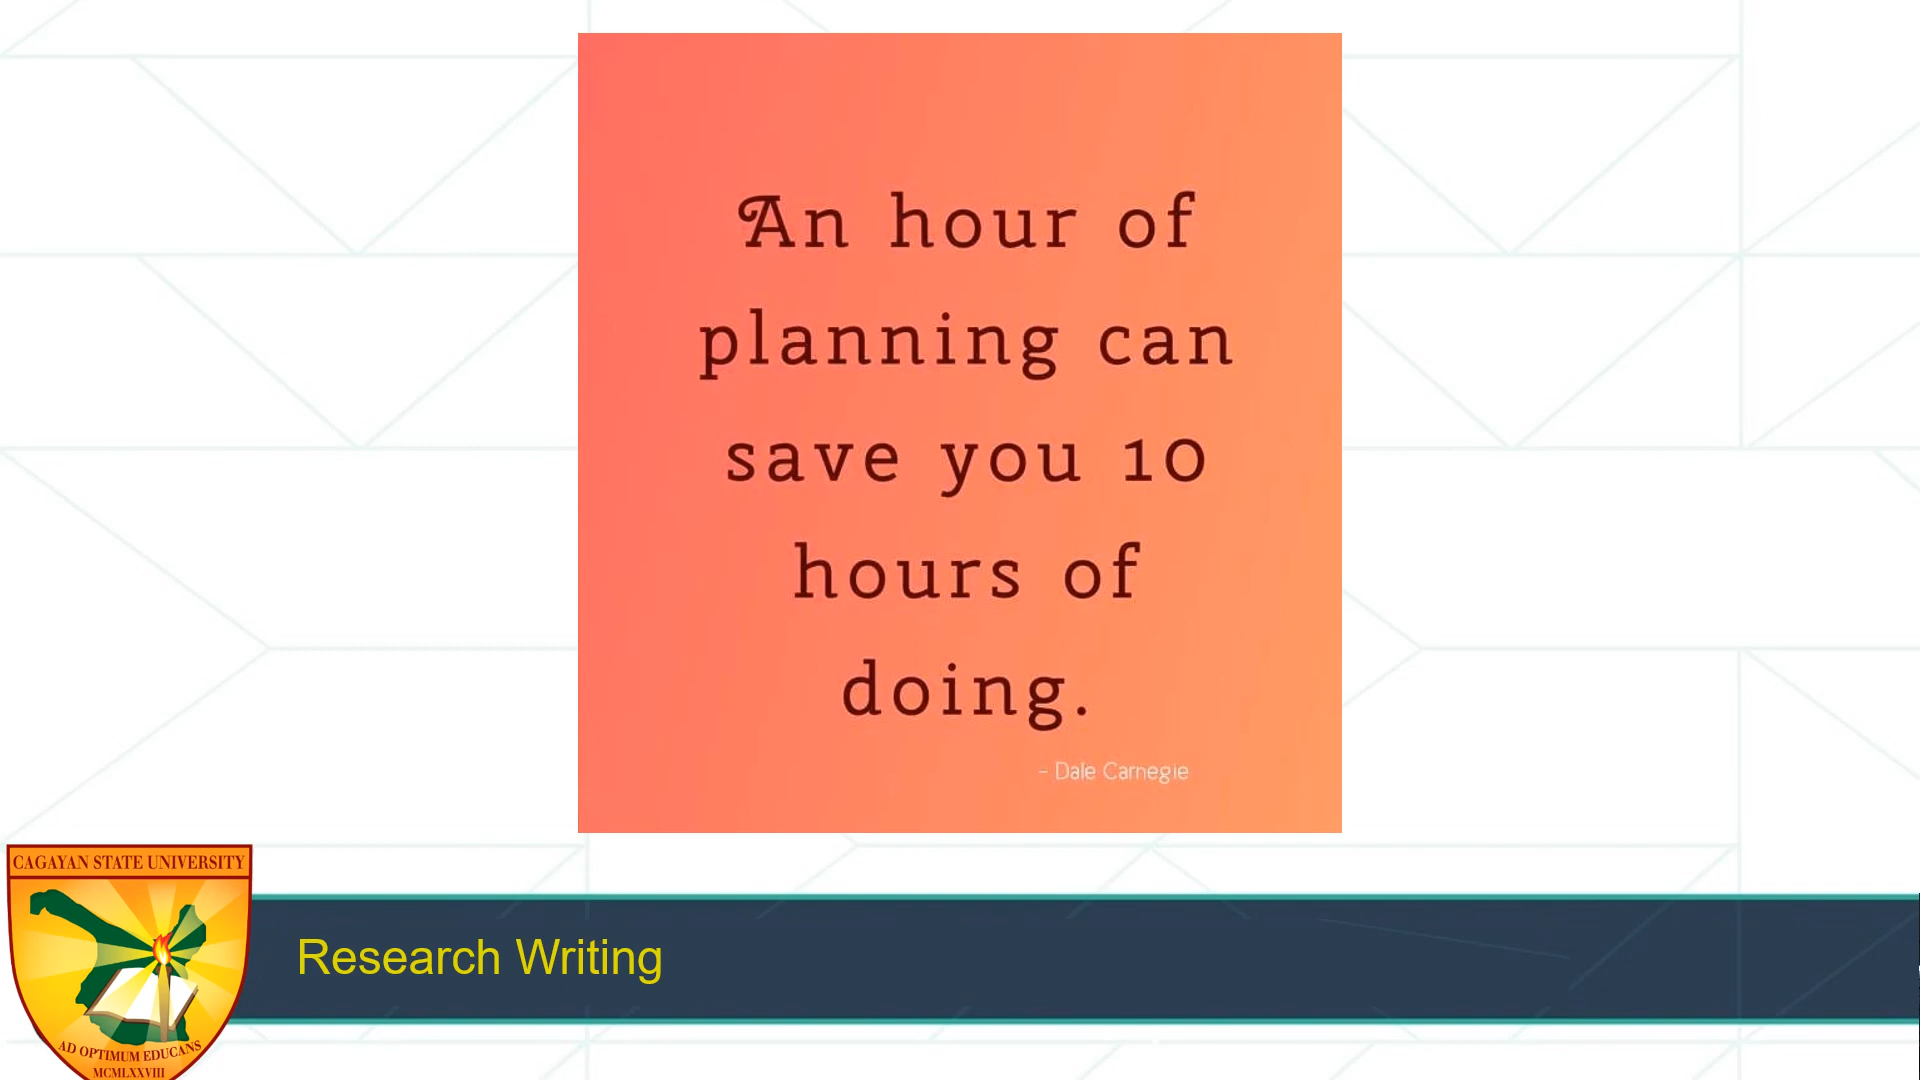 An hour of
planning can
save you 10
hours of
doing.
- Dale Carnegie
CAGAYAN STATE UNIVERSITY
AD OPTIMUM EDUCANS
MCMLXXVIII
Research Writing